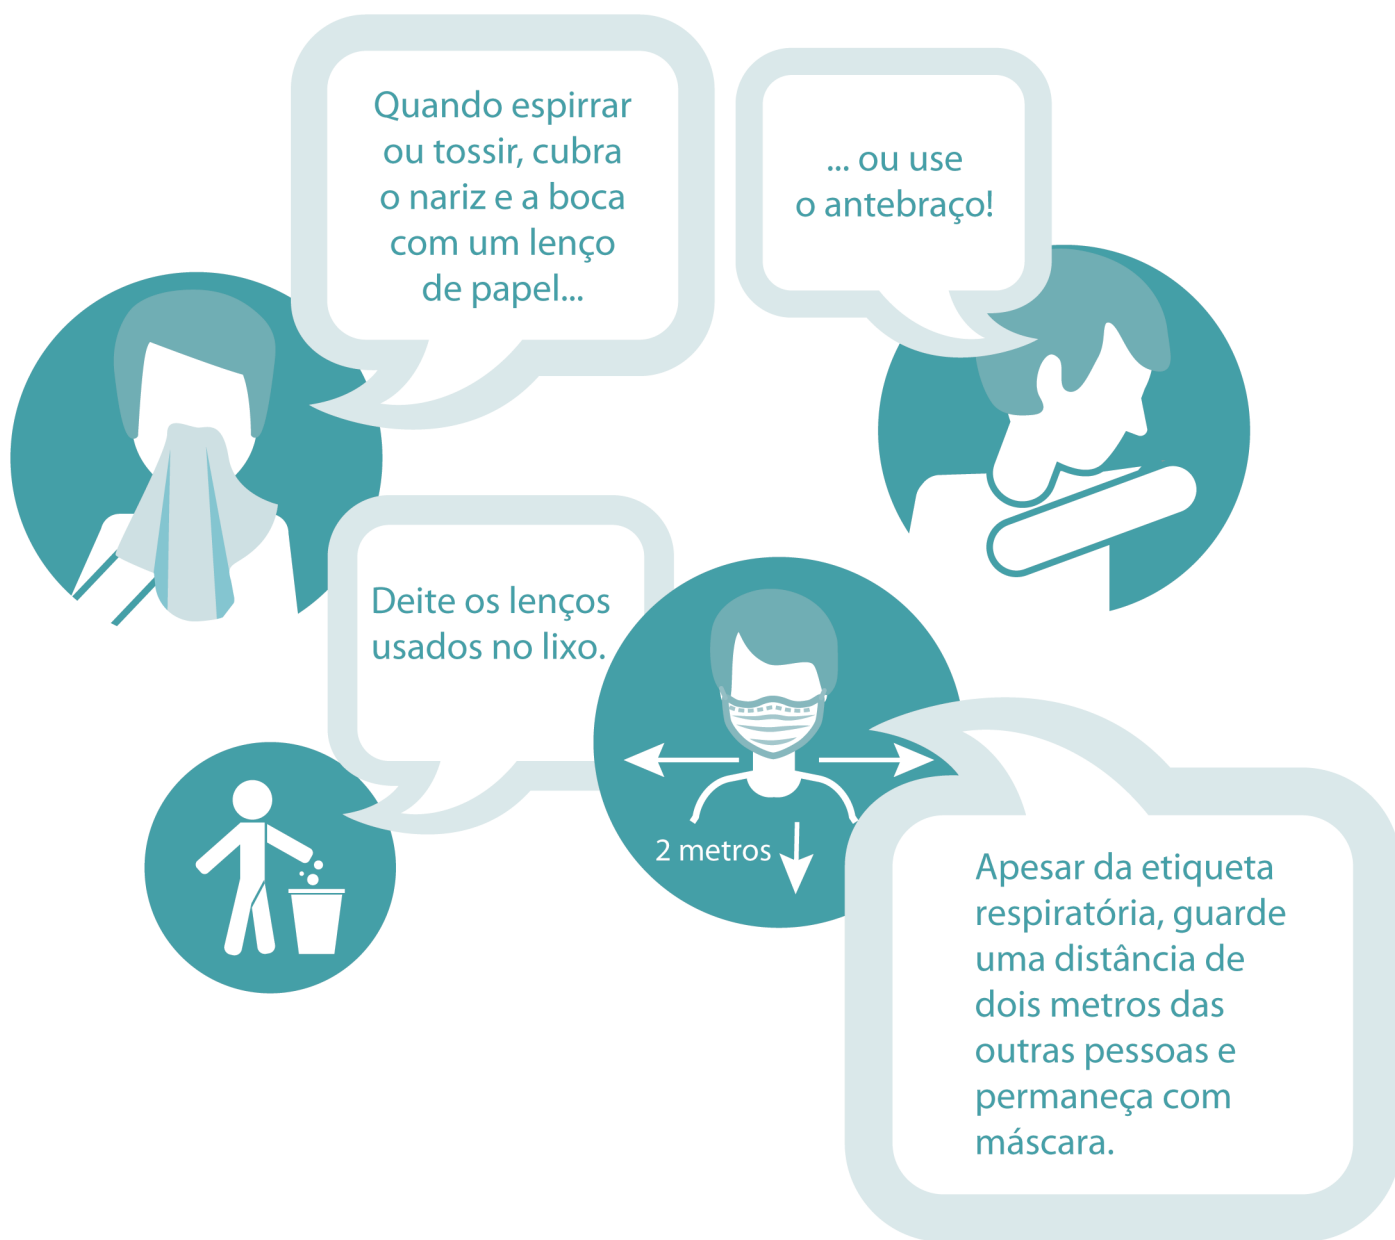 Quando espirrar
ou tossir, cubra
o nariz e a boca
com um lenço
de papel...
... ou use
o antebraço!
Deite os lenços
usados no lixo.
2 metros
Apesar da etiqueta
respiratória, guarde
uma distância de
dois metros das
outras pessoas e
permaneça com
máscara.